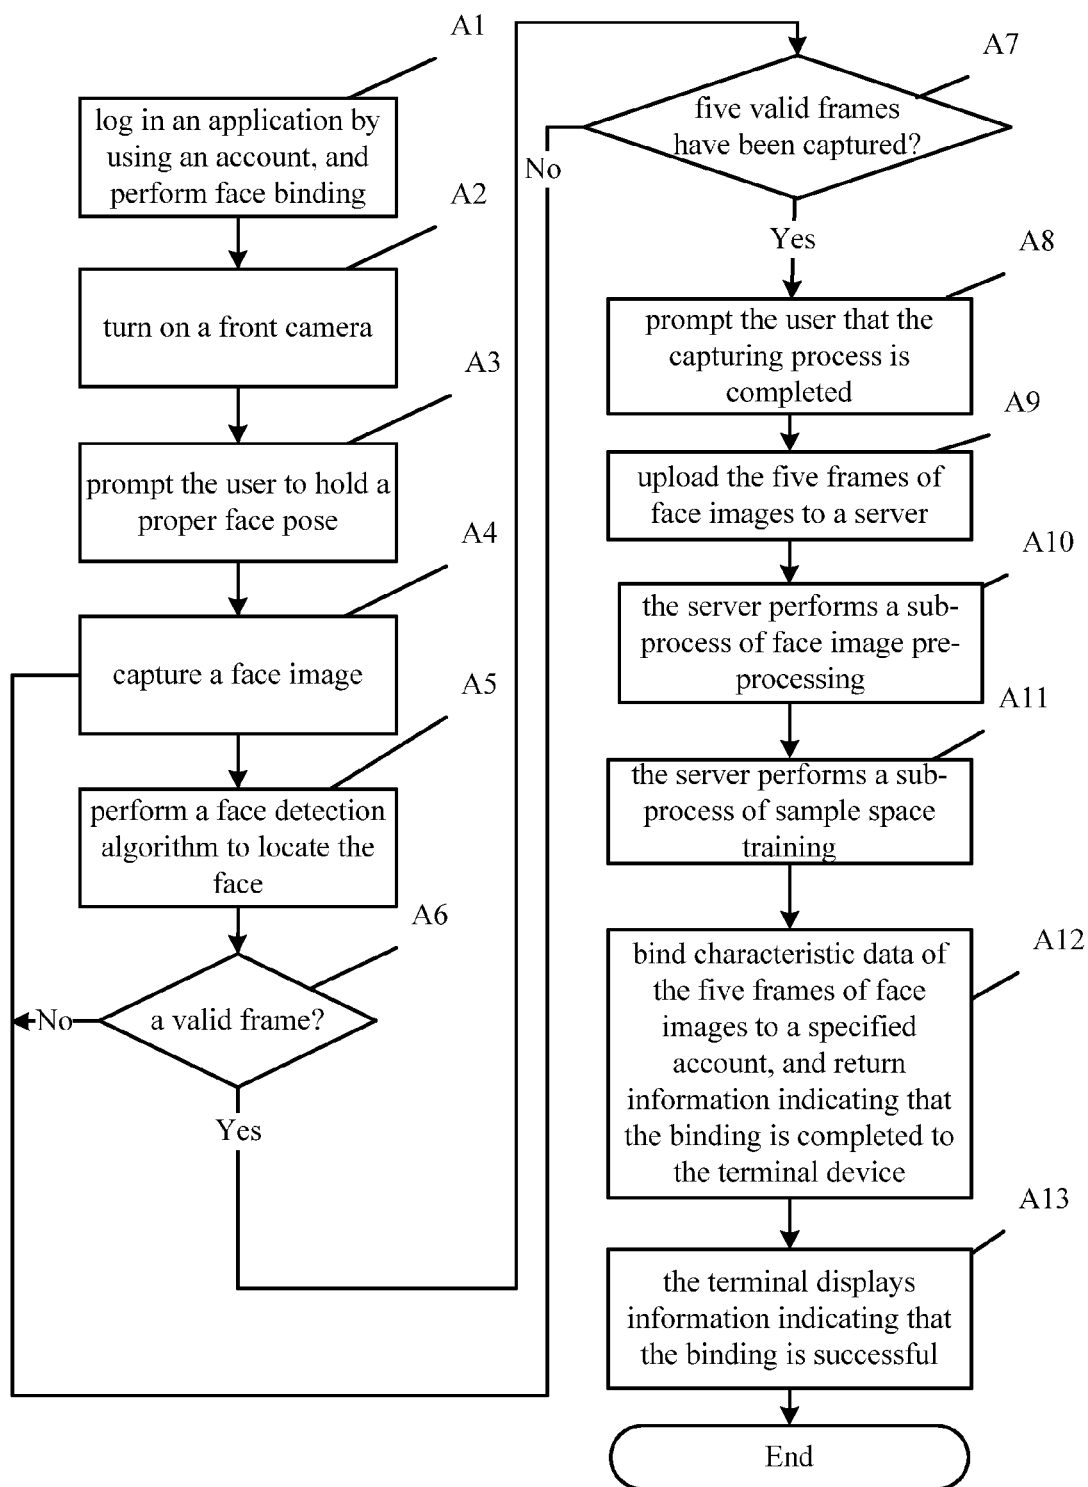 A1
log in an application by
using an account, and
perform face binding
A2
turn on a front camera
A3
prompt the user to hold a
proper face pose
A4
capture a face image
A5
perform a face detection
algorithm to locate the
face
A6
a valid frame?
No
Yes
A7
five valid frames
have been captured?
No
Yes
A8
prompt the user that the
capturing process is
completed
A9
upload the five frames of
face images to a server
A10
the server performs a sub-
process of face image pre-
processing
A11
the server performs a sub-
process of sample space
training
A12
bind characteristic data of
the five frames of face
images to a specified
account, and return
information indicating that
the binding is completed to
the terminal device
A13
the terminal displays
information indicating that
the binding is successful
End